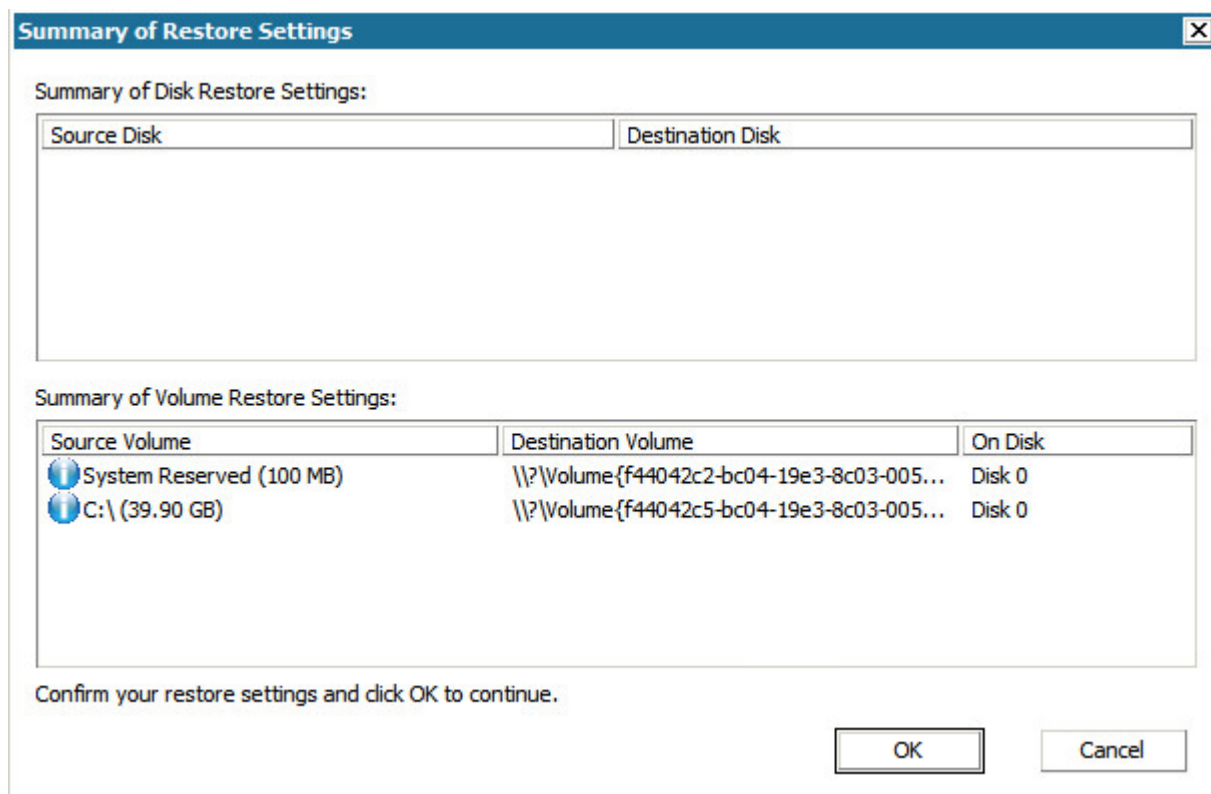 Summary of Restore Settings
Summary of Disk Restore Settings:
Source Disk Destination Disk
Summary of Volume Restore Settings:
Source Volume Destination Volume On Disk
System Reserved (100 MB) \\?\Volume{f44042c2-bc04-19e3-8c03-005... Disk 0
C:\ (39.90 GB) \\?\Volume{f44042c5-bc04-19e3-8c03-005... Disk 0
Confirm your restore settings and click OK to continue.
OK Cancel